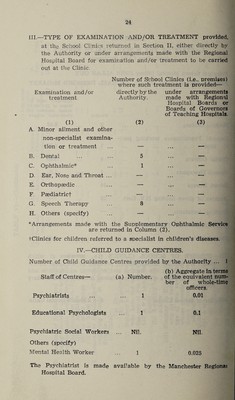 24
III.—TYPE OF EXAMINATION AND/OR TREATMENT provided,
at the School Clinics returned in Section II, either directly by
the Authority or under arrangements made with the Regional
Hospital Board for examination and/or treatment to be carried
out at the Clinic.
Number of School Clinics (i.e., premises)
where such treatment is provided—
Examination and/or directly by the under arrangements
treatment Authority. made with Regional
Hospital Boards or
Boards of Governors
of Teaching Hospitals.
(1) (2) (3)
A. Minor ailment and other
non-specialist examina-
tion or treatment — ... —
B. Dental ... 5 ... —
C. Ophthalmic* ... 1 ... —
D. Ear, Nose and Throat ... — ... —
E. Orthopædic ... — ... —
F. Pædiatric† ... — ... —
G. Speech Therapy ... 8 ... —
H. Others (specify) — ... —
*Arrangements made with the Supplementary Ophthalmic Service
are returned in Column (2).
†Clinics for children referred to a specialist in children's diseases.
IV.—CHILD GUIDANCE CENTRES.
Number of Child Guidance Centres provided by the Authority ... 1
Staff of Centres— (a) Number. (b) Aggregate in terms
of the equivalent num-
ber of whole-time
officers.
Psychiatrists ... 1 0.01
Educational Psychologists ... 1 0.1
Psychiatric Social Workers ... Nil. Nil.
Others (specify)
Mental Health Worker 1 0.025
The Psychiatrist is made available by the Manchester Regional
Hospital Board.